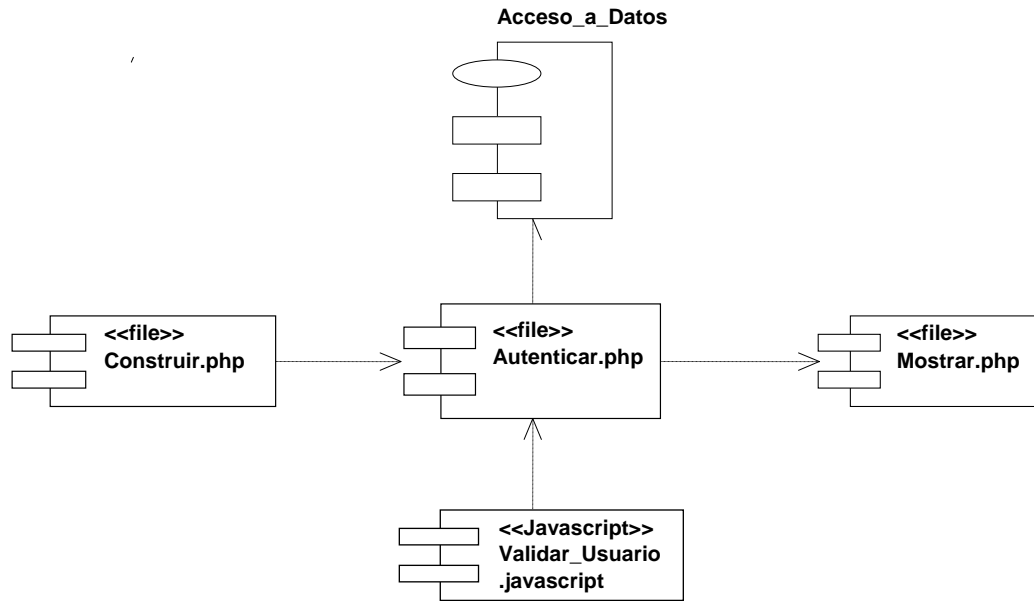 Acceso_a_Datos
<<file>>
Construir.php
<<file>>
Autenticar.php
<<file>>
Mostrar.php
<<Javascript>>
Validar_Usuario
.javascript